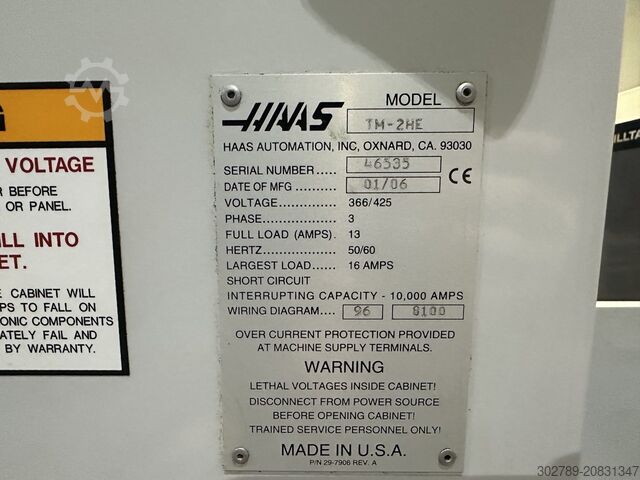 G
VOLTAGE
R BEFORE
OR PANEL.
LL INTO
ET.
E CABINET WILL
PS TO FALL ON
ONIC COMPONENTS
ATELY FAIL AND
BY WARRANTY.
HAAS
MODEL
TM-2HE
HAAS AUTOMATION, INC, OXNARD, CA. 93030
SERIAL NUMBER..... 46535
DATE OF MFG .......... 01/06
CE
VOLTAGE.............. 366/425
PHASE.................. 3
FULL LOAD (AMPS). 13
HERTZ.................. 50/60
LARGEST LOAD..... 16 AMPS
SHORT CIRCUIT
INTERRUPTING CAPACITY - 10,000 AMPS
WIRING DIAGRAM.... 96 8100
OVER CURRENT PROTECTION PROVIDED
AT MACHINE SUPPLY TERMINALS.
WARNING
LETHAL VOLTAGES INSIDE CABINET!
DISCONNECT FROM POWER SOURCE
BEFORE OPENING CABINET!
TRAINED SERVICE PERSONNEL ONLY!
MADE IN U.S.A.
P/N 29-7906 REV. A
ILLTA
302789-20831347